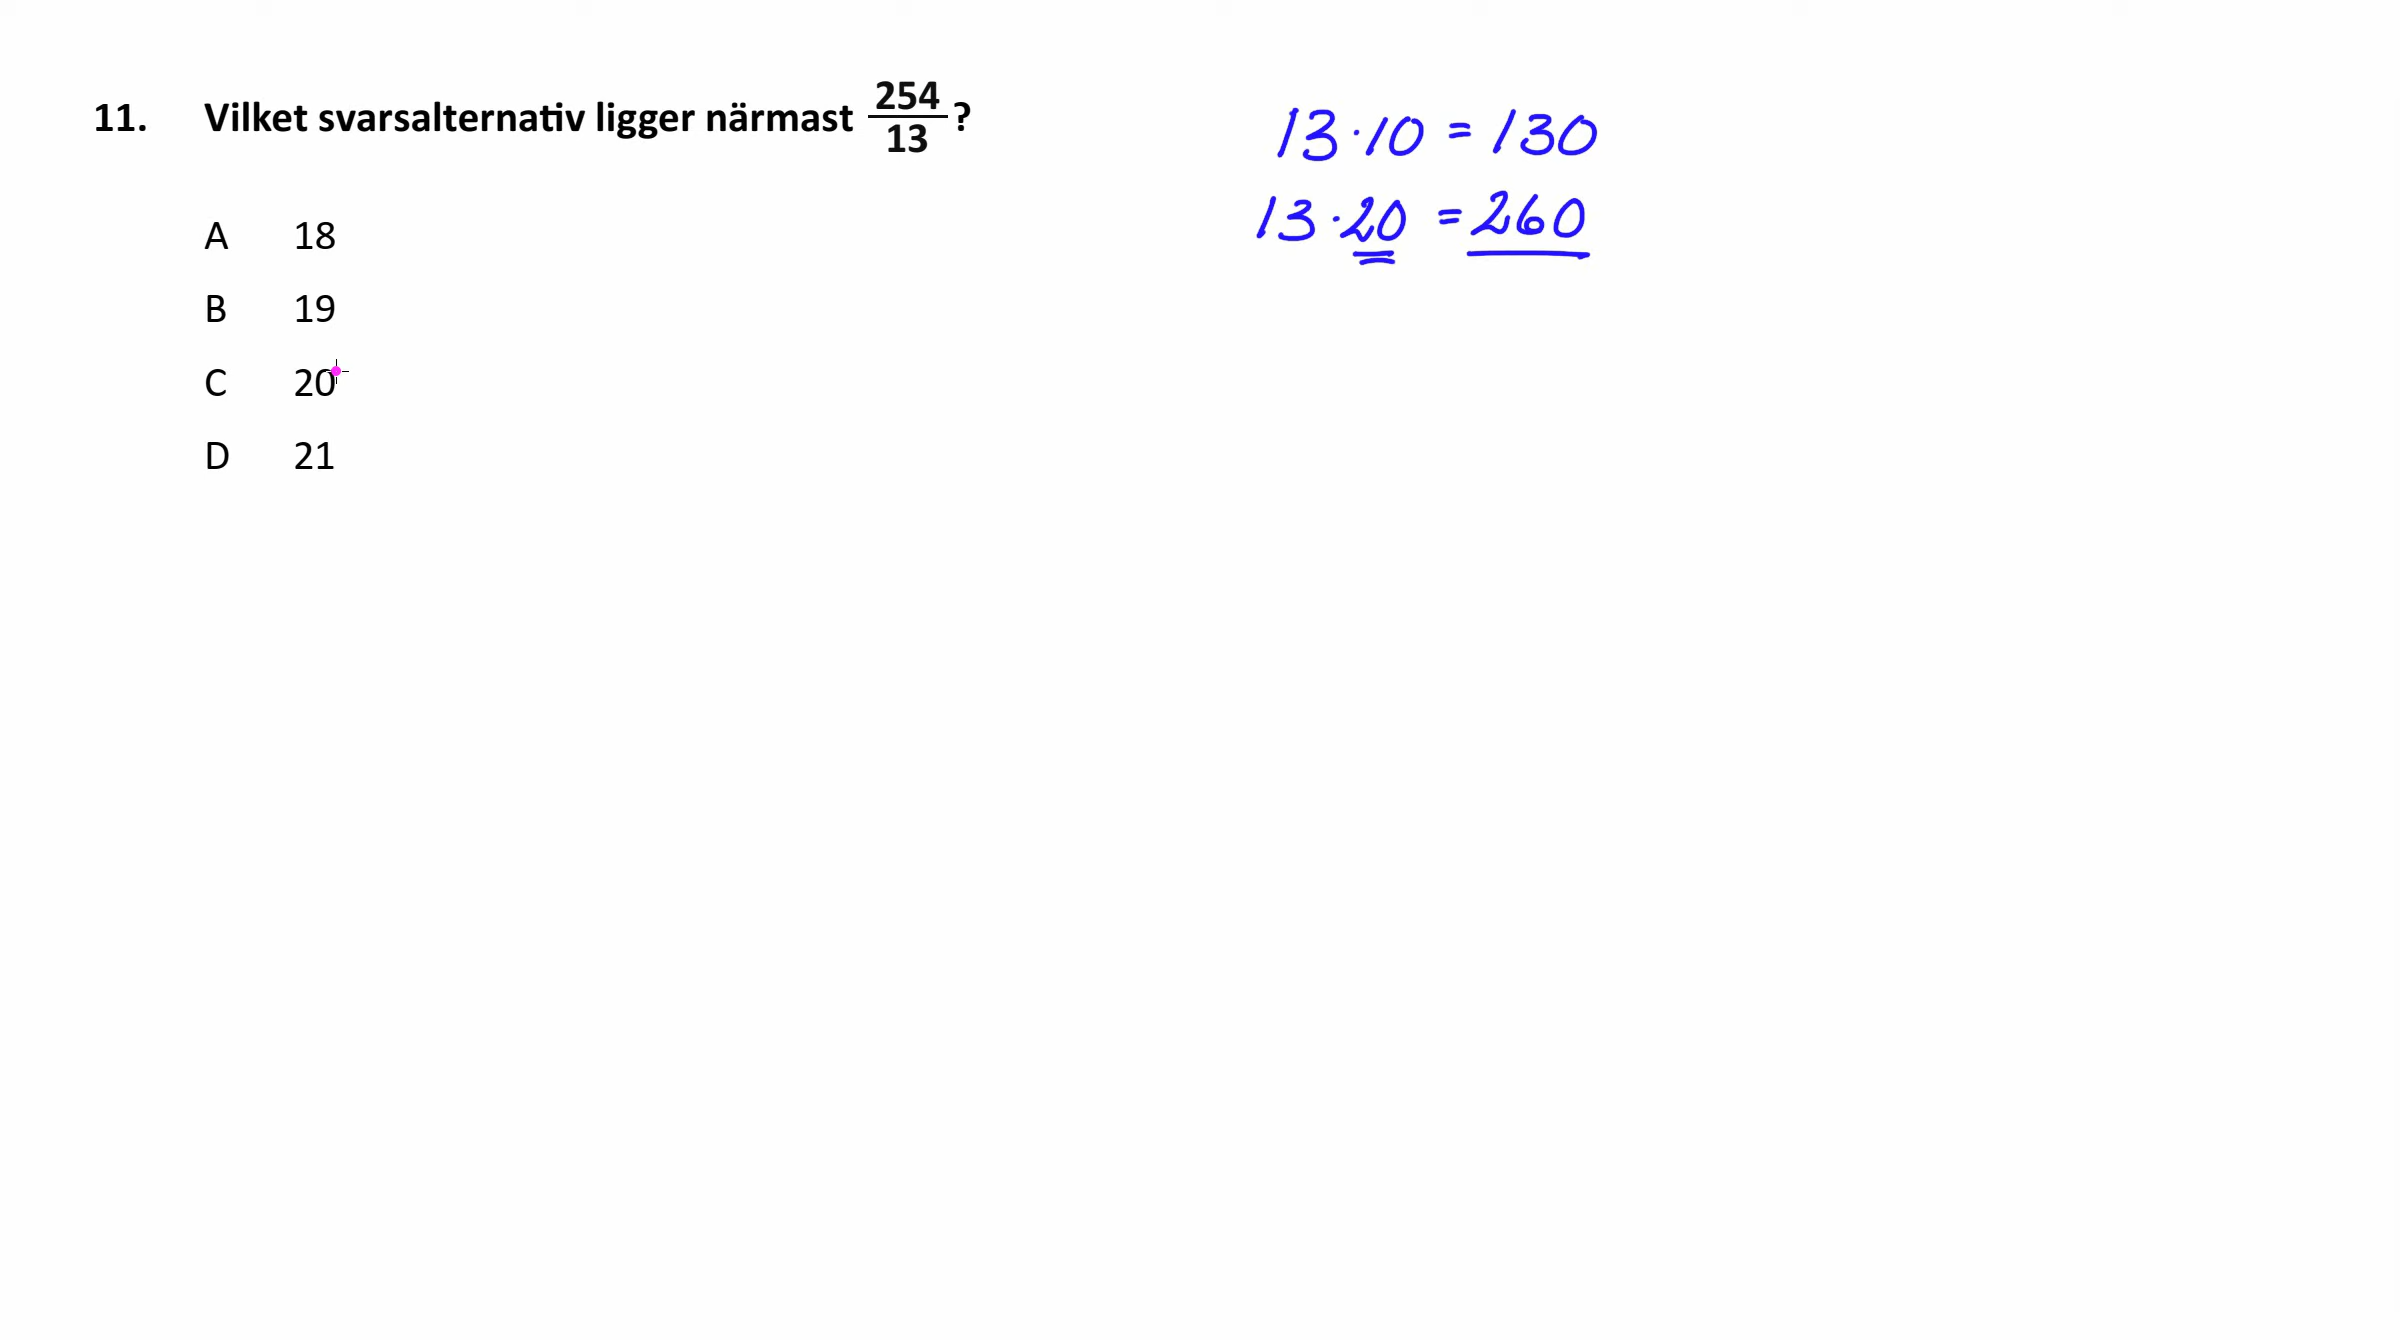 11. Vilket svarsalternativ ligger närmast 254/13?
A 18
B 19
C 20
D 21
13·10 = 130
13·20 = 260